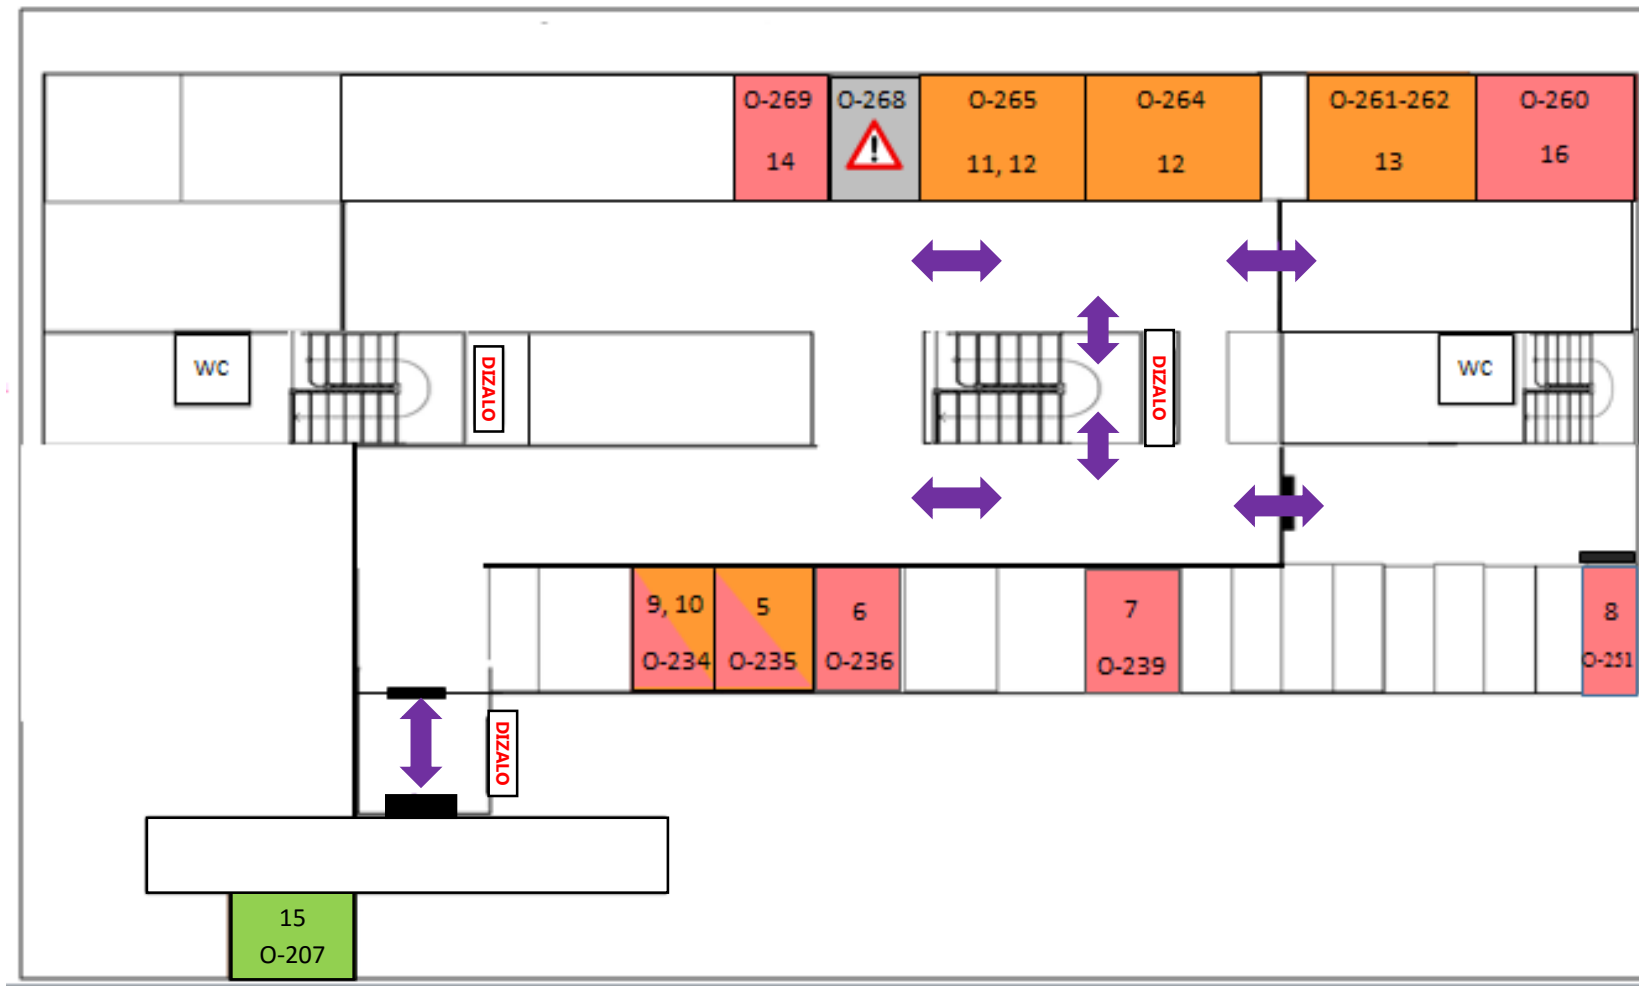 O-269
14
O-268
O-265
11, 12
O-264
12
O-261-262
13
O-260
16
WC
DIZALO
DIZALO
WC
9, 10
O-234
5
O-235
6
O-236
7
O-239
8
O-251
DIZALO
15
O-207